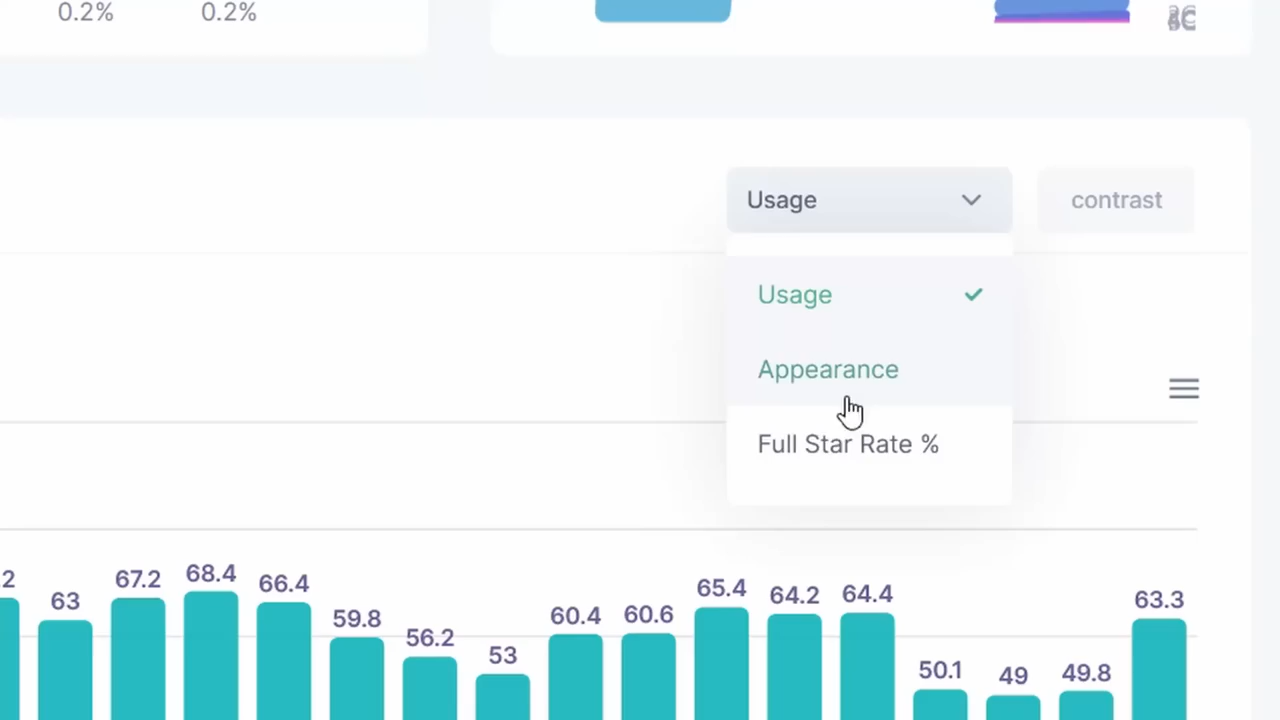 0.2% 0.2%
Usage
contrast
Usage
Appearance
Full Star Rate %
63 67.2 68.4 66.4 59.8 56.2 53 60.4 60.6 65.4 64.2 64.4 50.1 49 49.8 63.3